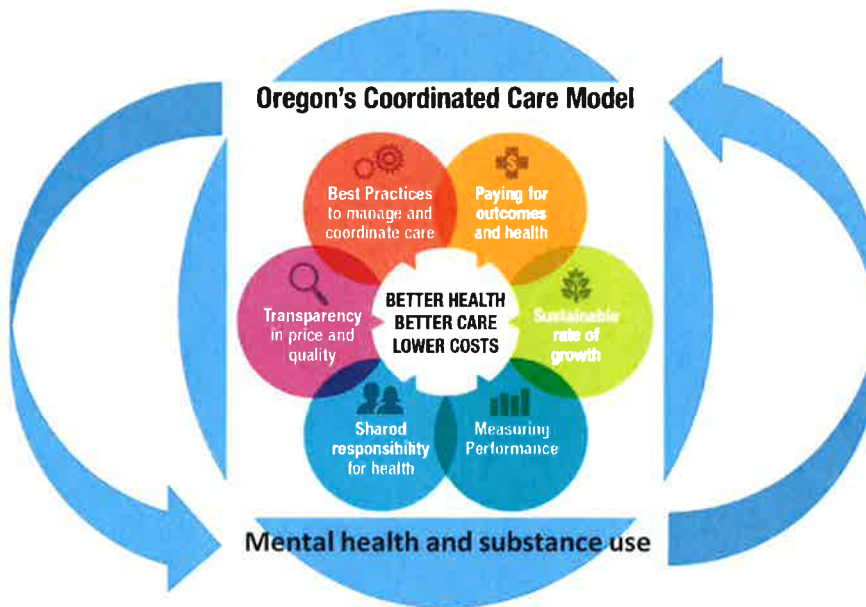 Oregon's Coordinated Care Model
Best Practices
to manage and
coordinate care
Paying for
outcomes
and health
Transparency
in price and
quality
BETTER HEALTH
BETTER CARE
LOWER COSTS
Sustainable
rate of
growth
Shared
responsibility
for health
Measuring
Performance
Mental health and substance use